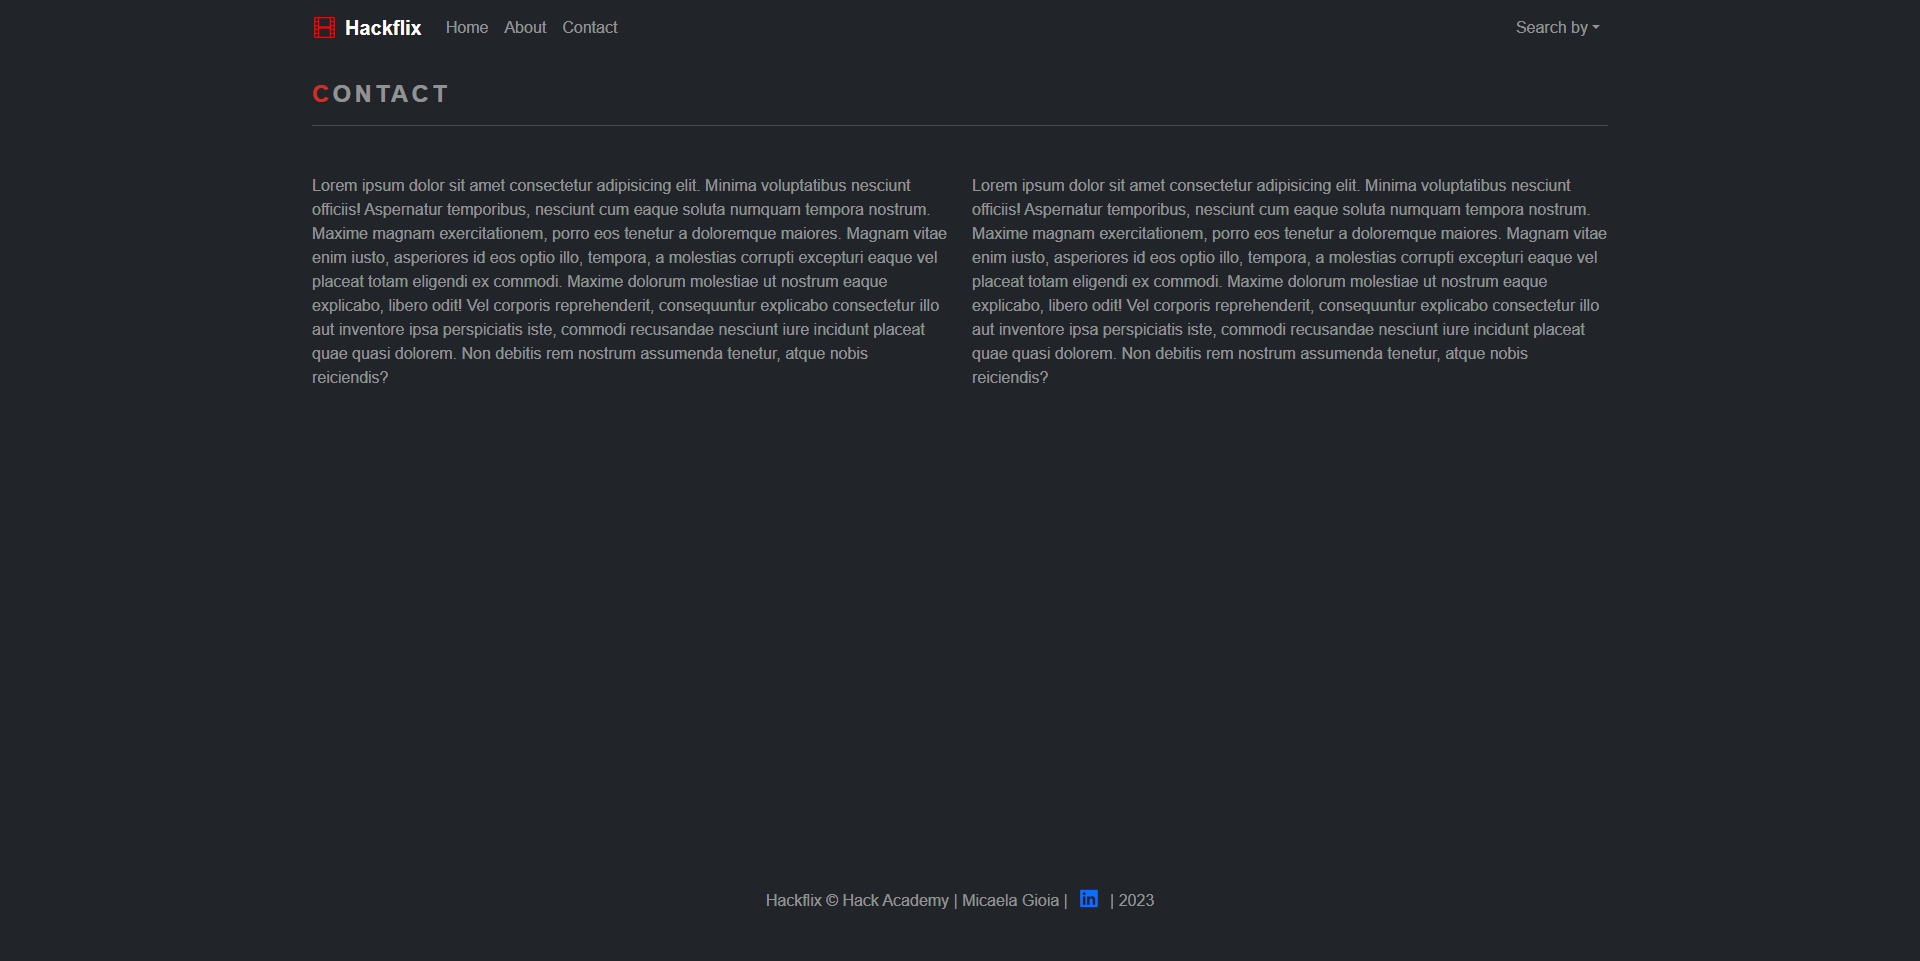 Hackflix Home About Contact Search by
CONTACT
Lorem ipsum dolor sit amet consectetur adipisicing elit. Minima voluptatibus nesciunt
officiis! Aspernatur temporibus, nesciunt cum eaque soluta numquam tempora nostrum.
Maxime magnam exercitationem, porro eos tenetur a doloremque maiores. Magnam vitae
enim iusto, asperiores id eos optio illo, tempora, a molestias corrupti excepturi eaque vel
placeat totam eligendi ex commodi. Maxime dolorum molestiae ut nostrum eaque
explicabo, libero odit! Vel corporis reprehenderit, consequuntur explicabo consectetur illo
aut inventore ipsa perspiciatis iste, commodi recusandae nesciunt iure incidunt placeat
quae quasi dolorem. Non debitis rem nostrum assumenda tenetur, atque nobis
reiciendis?
Lorem ipsum dolor sit amet consectetur adipisicing elit. Minima voluptatibus nesciunt
officiis! Aspernatur temporibus, nesciunt cum eaque soluta numquam tempora nostrum.
Maxime magnam exercitationem, porro eos tenetur a doloremque maiores. Magnam vitae
enim iusto, asperiores id eos optio illo, tempora, a molestias corrupti excepturi eaque vel
placeat totam eligendi ex commodi. Maxime dolorum molestiae ut nostrum eaque
explicabo, libero odit! Vel corporis reprehenderit, consequuntur explicabo consectetur illo
aut inventore ipsa perspiciatis iste, commodi recusandae nesciunt iure incidunt placeat
quae quasi dolorem. Non debitis rem nostrum assumenda tenetur, atque nobis
reiciendis?
Hackflix © Hack Academy | Micaela Gioia | in | 2023